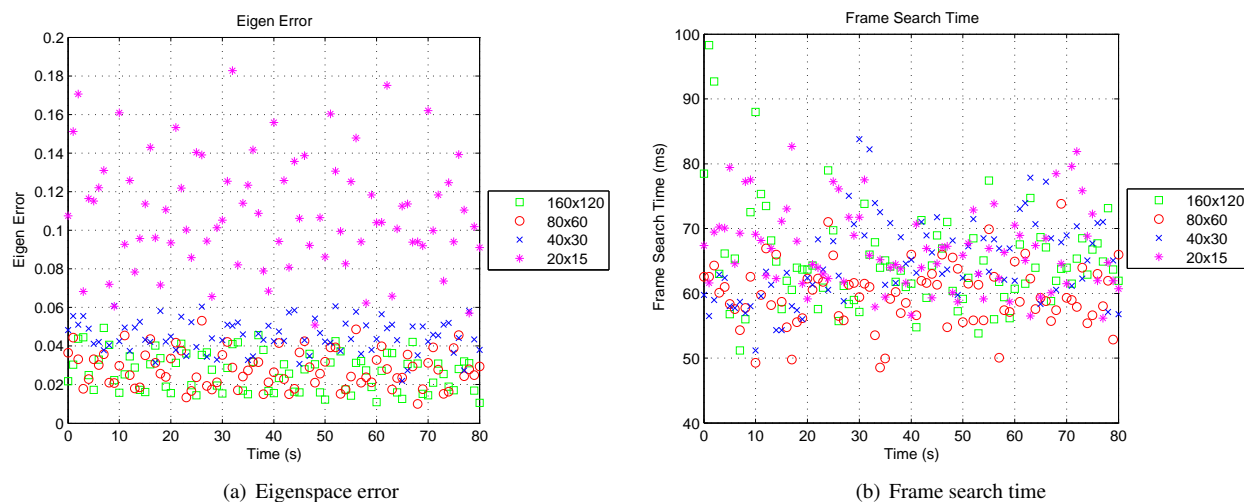 Eigen Error
0.2
0.18
0.16
0.14
0.12
0.1
0.08
0.06
0.04
0.02
0
Eigen Error
0 10 20 30 40 50 60 70 80
Time (s)
160x120
80x60
40x30
20x15
(a) Eigenspace error
Frame Search Time
100
90
80
70
60
50
40
Frame Search Time (ms)
0 10 20 30 40 50 60 70 80
Time (s)
160x120
80x60
40x30
20x15
(b) Frame search time